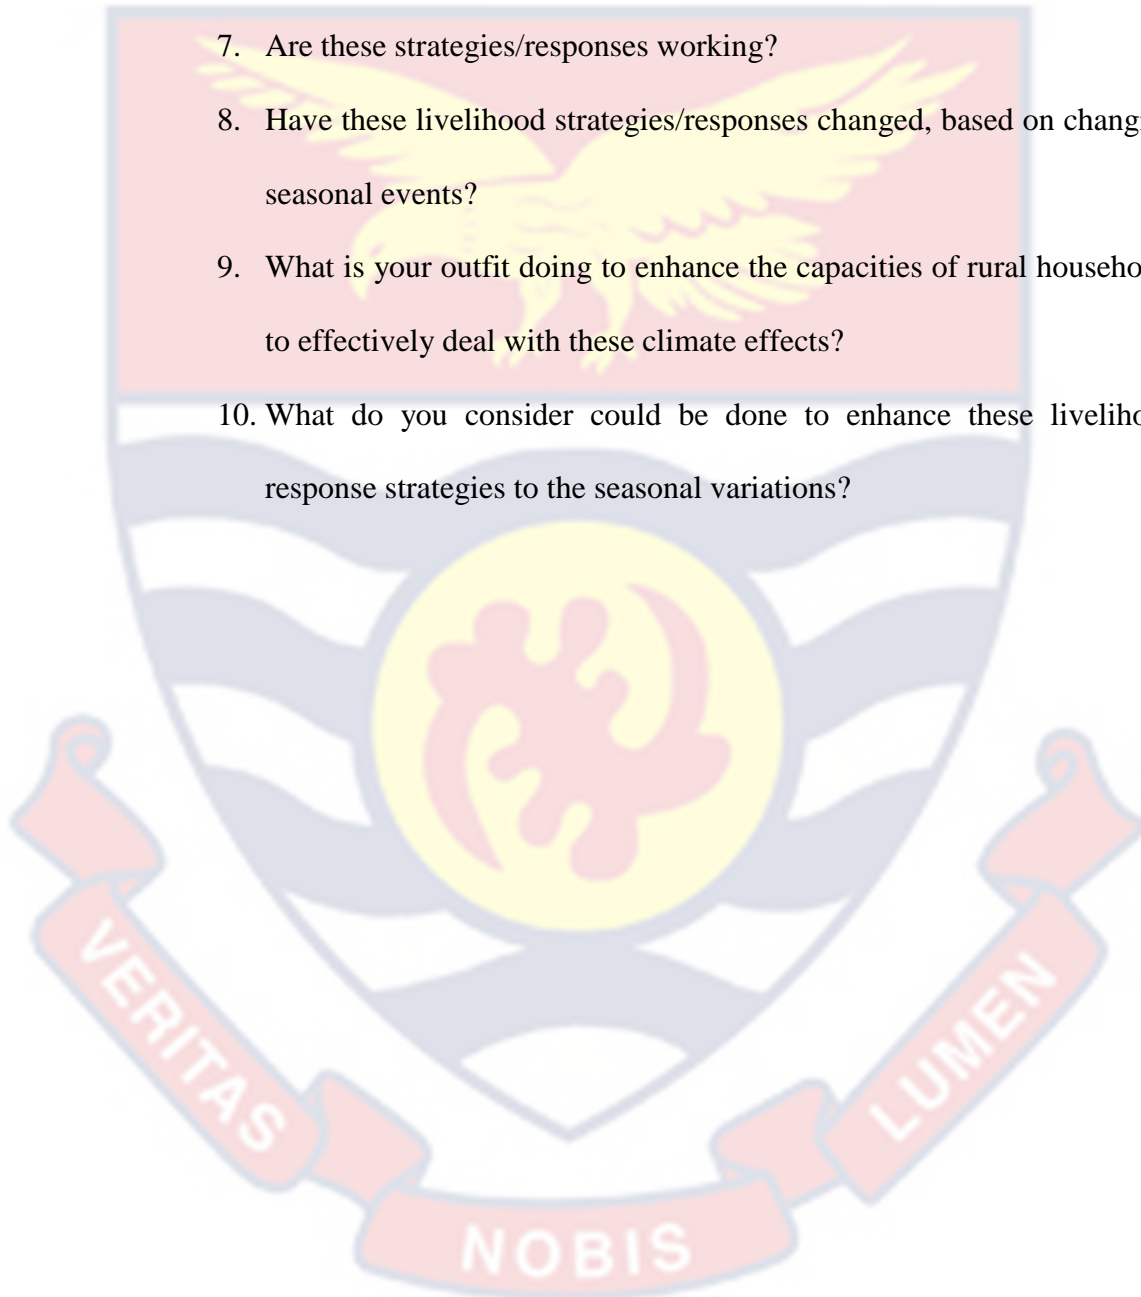 7. Are these strategies/responses working?
8. Have these livelihood strategies/responses changed, based on chang
seasonal events?
9. What is your outfit doing to enhance the capacities of rural househo
to effectively deal with these climate effects?
10. What do you consider could be done to enhance these liveliho
response strategies to the seasonal variations?
VERITAS
NOBIS
LUMEN